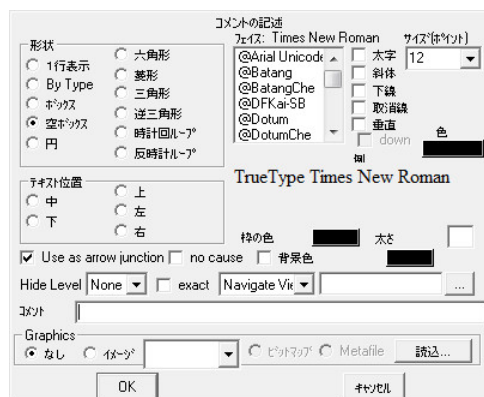 コメントの記述
形状
1行表示
By Type
ボックス
空ボックス
円
六角形
菱形
三角形
逆三角形
時計回ループ
反時計ループ
フェイス: Times New Roman
@Arial Unicode
@Batang
@BatangChe
@DFKai-SB
@Dotum
@DotumChe
太字
斜体
下線
取消線
垂直
down
サイズ(ポイント)
12
色
例
TrueType Times New Roman
テキスト位置
中
下
上
左
右
枠の色
太さ
Use as arrow junction
no cause
背景色
Hide Level
None
exact
Navigate Vie
...
コメント
Graphics
なし
イメージ
ビットマップ
Metafile
読込...
OK
キャンセル